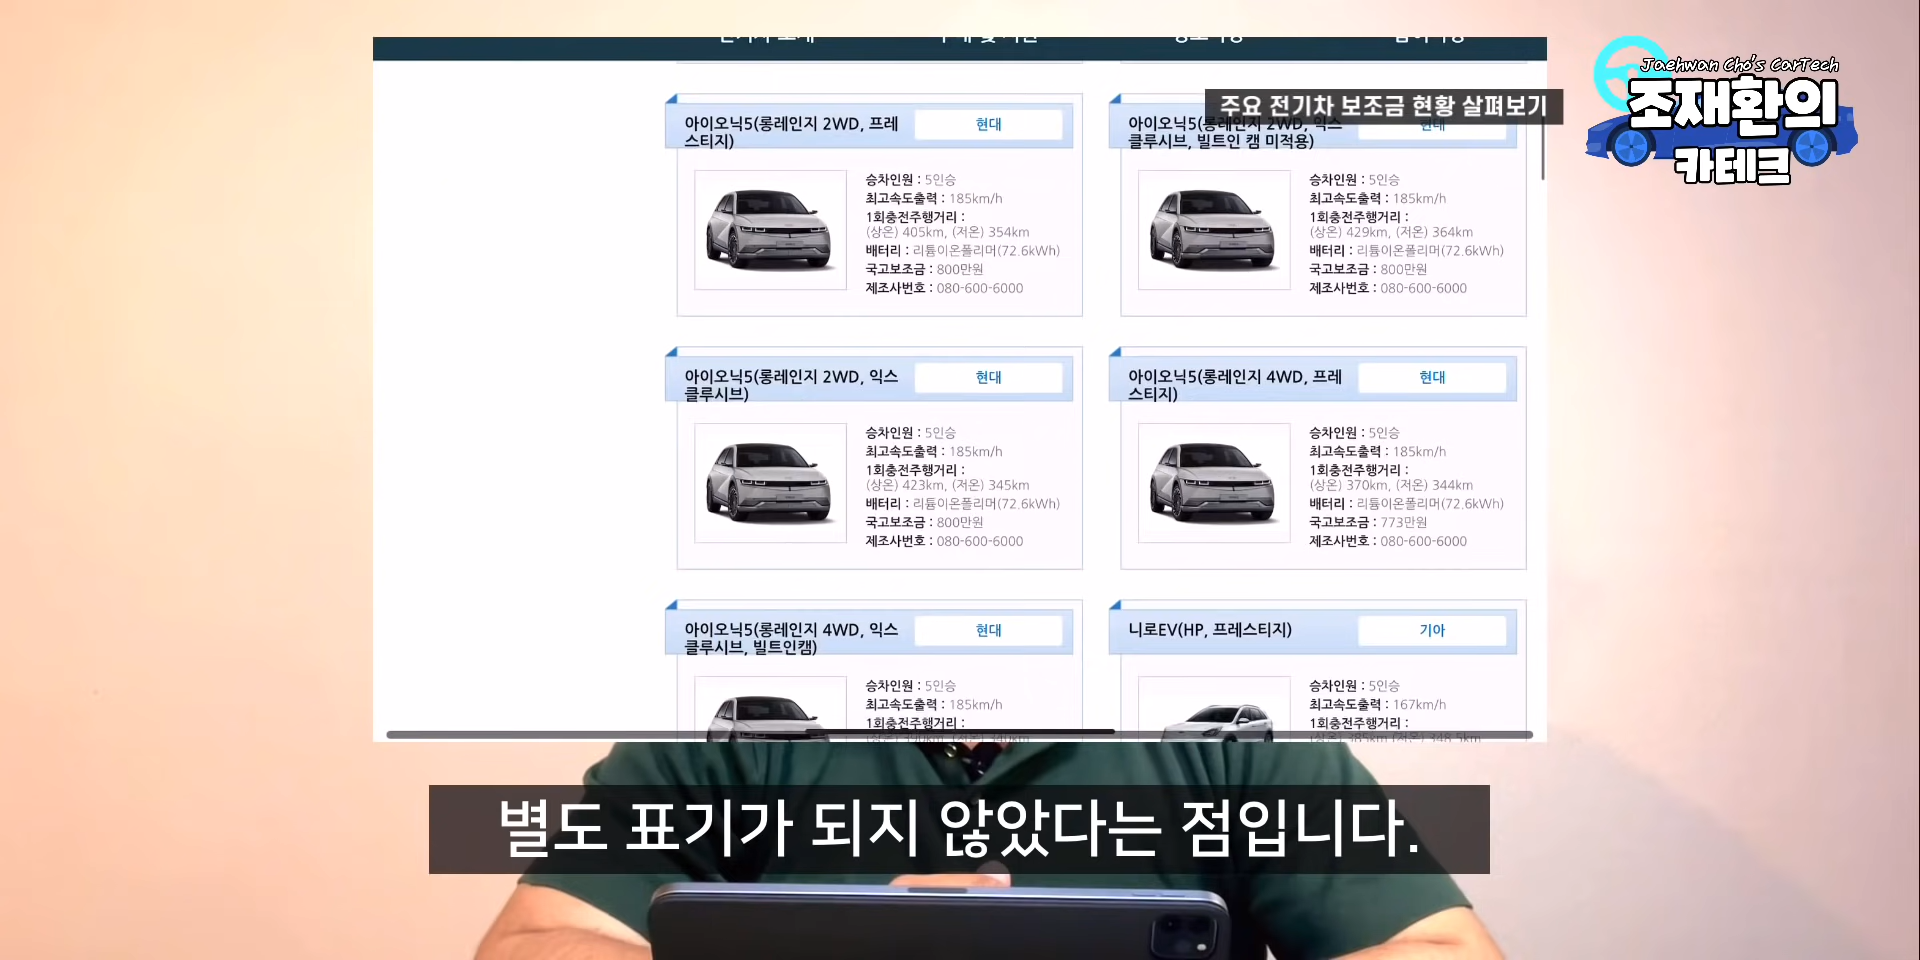 주요 전기차 보조금 현황 살펴보기
Jaehwan Cho's CarTech
조재환의
카테크
아이오닉5(롱레인지 2WD, 프레
스티지)
현대
승차인원 : 5인승
최고속도출력 : 185km/h
1회충전주행거리 :
(상온) 405km, (저온) 354km
배터리 : 리튬이온폴리머(72.6kWh)
국고보조금 : 800만원
제조사번호 : 080-600-6000
아이오닉5(롱레인지 2WD, 익스
클루시브, 빌트인 캠 미적용)
현대
승차인원 : 5인승
최고속도출력 : 185km/h
1회충전주행거리 :
(상온) 429km, (저온) 364km
배터리 : 리튬이온폴리머(72.6kWh)
국고보조금 : 800만원
제조사번호 : 080-600-6000
아이오닉5(롱레인지 2WD, 익스
클루시브)
현대
승차인원 : 5인승
최고속도출력 : 185km/h
1회충전주행거리 :
(상온) 423km, (저온) 345km
배터리 : 리튬이온폴리머(72.6kWh)
국고보조금 : 800만원
제조사번호 : 080-600-6000
아이오닉5(롱레인지 4WD, 프레
스티지)
현대
승차인원 : 5인승
최고속도출력 : 185km/h
1회충전주행거리 :
(상온) 370km, (저온) 344km
배터리 : 리튬이온폴리머(72.6kWh)
국고보조금 : 773만원
제조사번호 : 080-600-6000
아이오닉5(롱레인지 4WD, 익스
클루시브, 빌트인캠)
현대
승차인원 : 5인승
최고속도출력 : 185km/h
1회충전주행거리 :
니로EV(HP, 프레스티지)
기아
승차인원 : 5인승
최고속도출력 : 167km/h
1회충전주행거리 :
별도 표기가 되지 않았다는 점입니다.